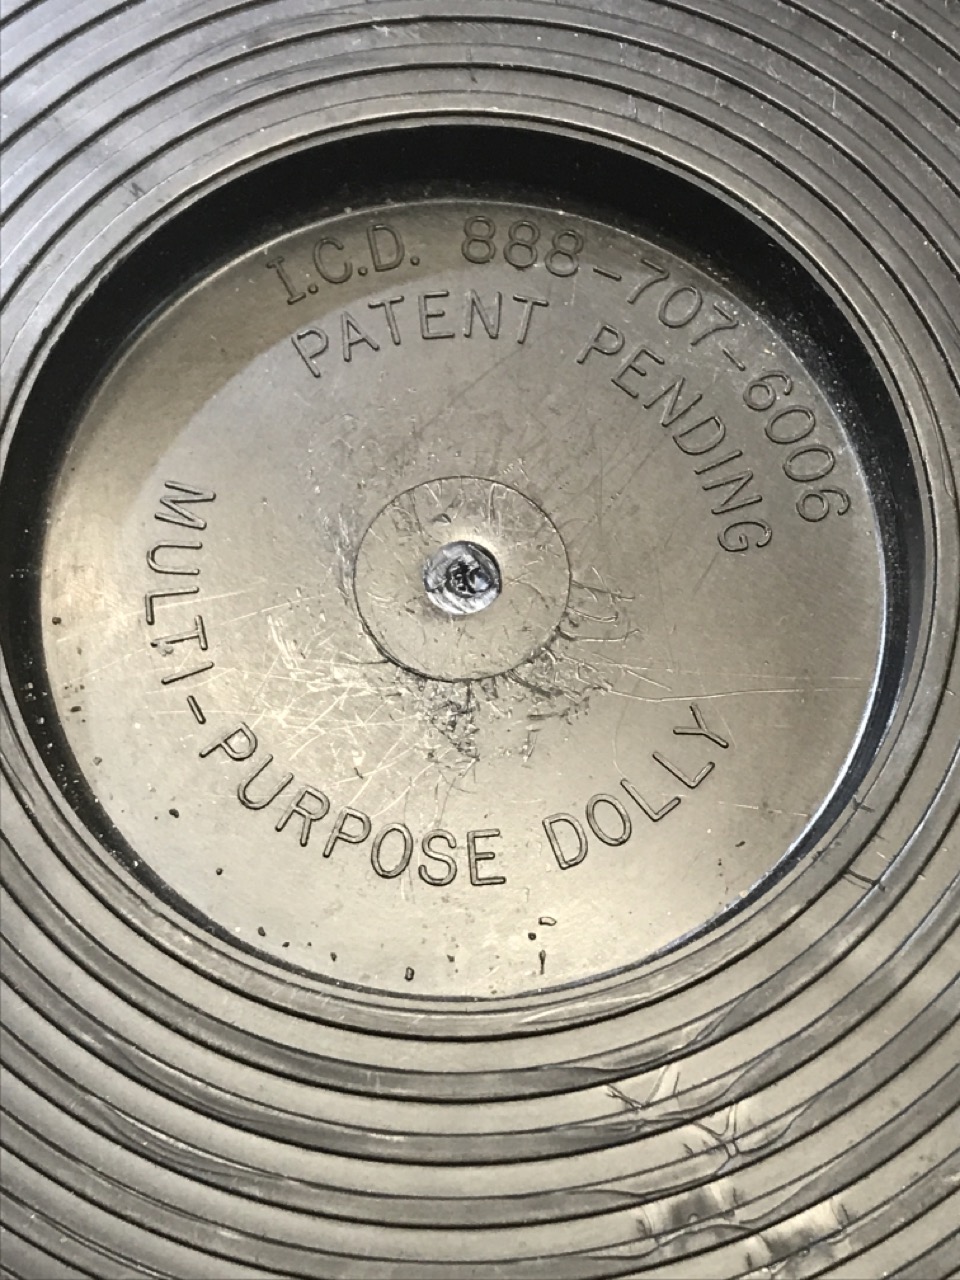 I.C.D. 888-707-6006
PATENT PENDING
MULTI-PURPOSE DOLLY